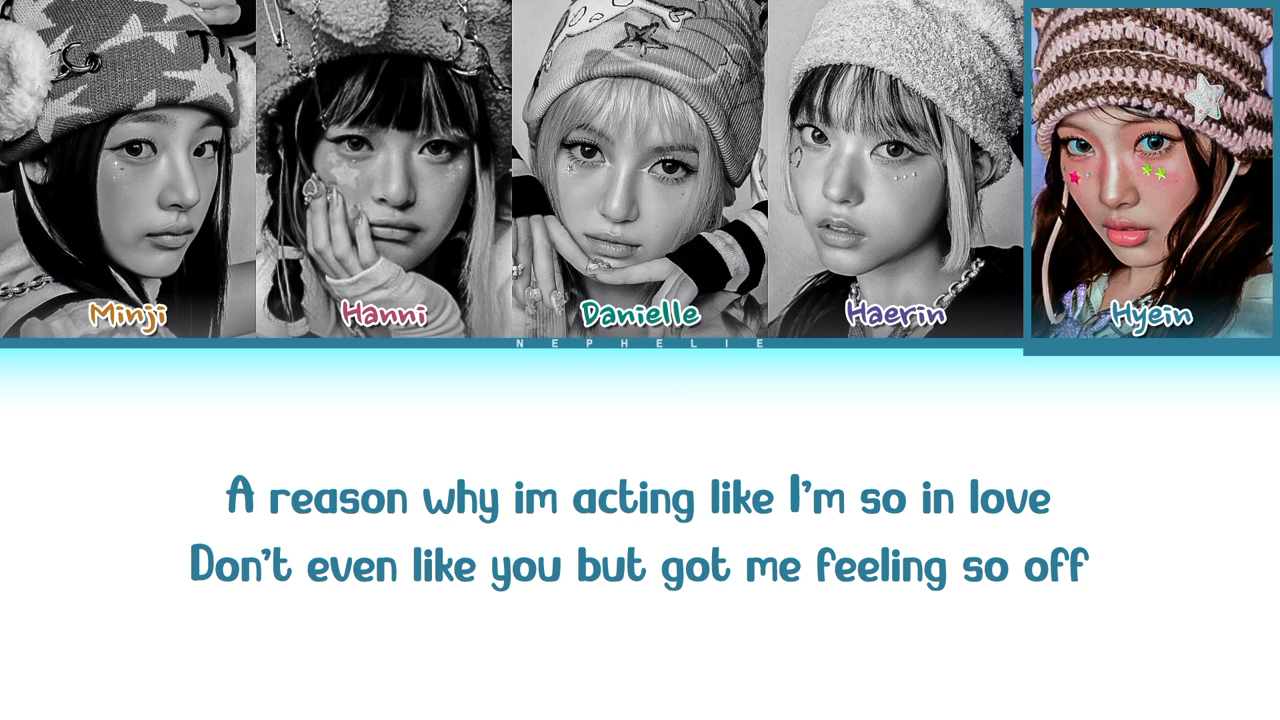 Minji
Hanni
Danielle
Haerin
Hyein
NEPHELIE
A reason why im acting like I'm so in love
Don't even like you but got me feeling so off